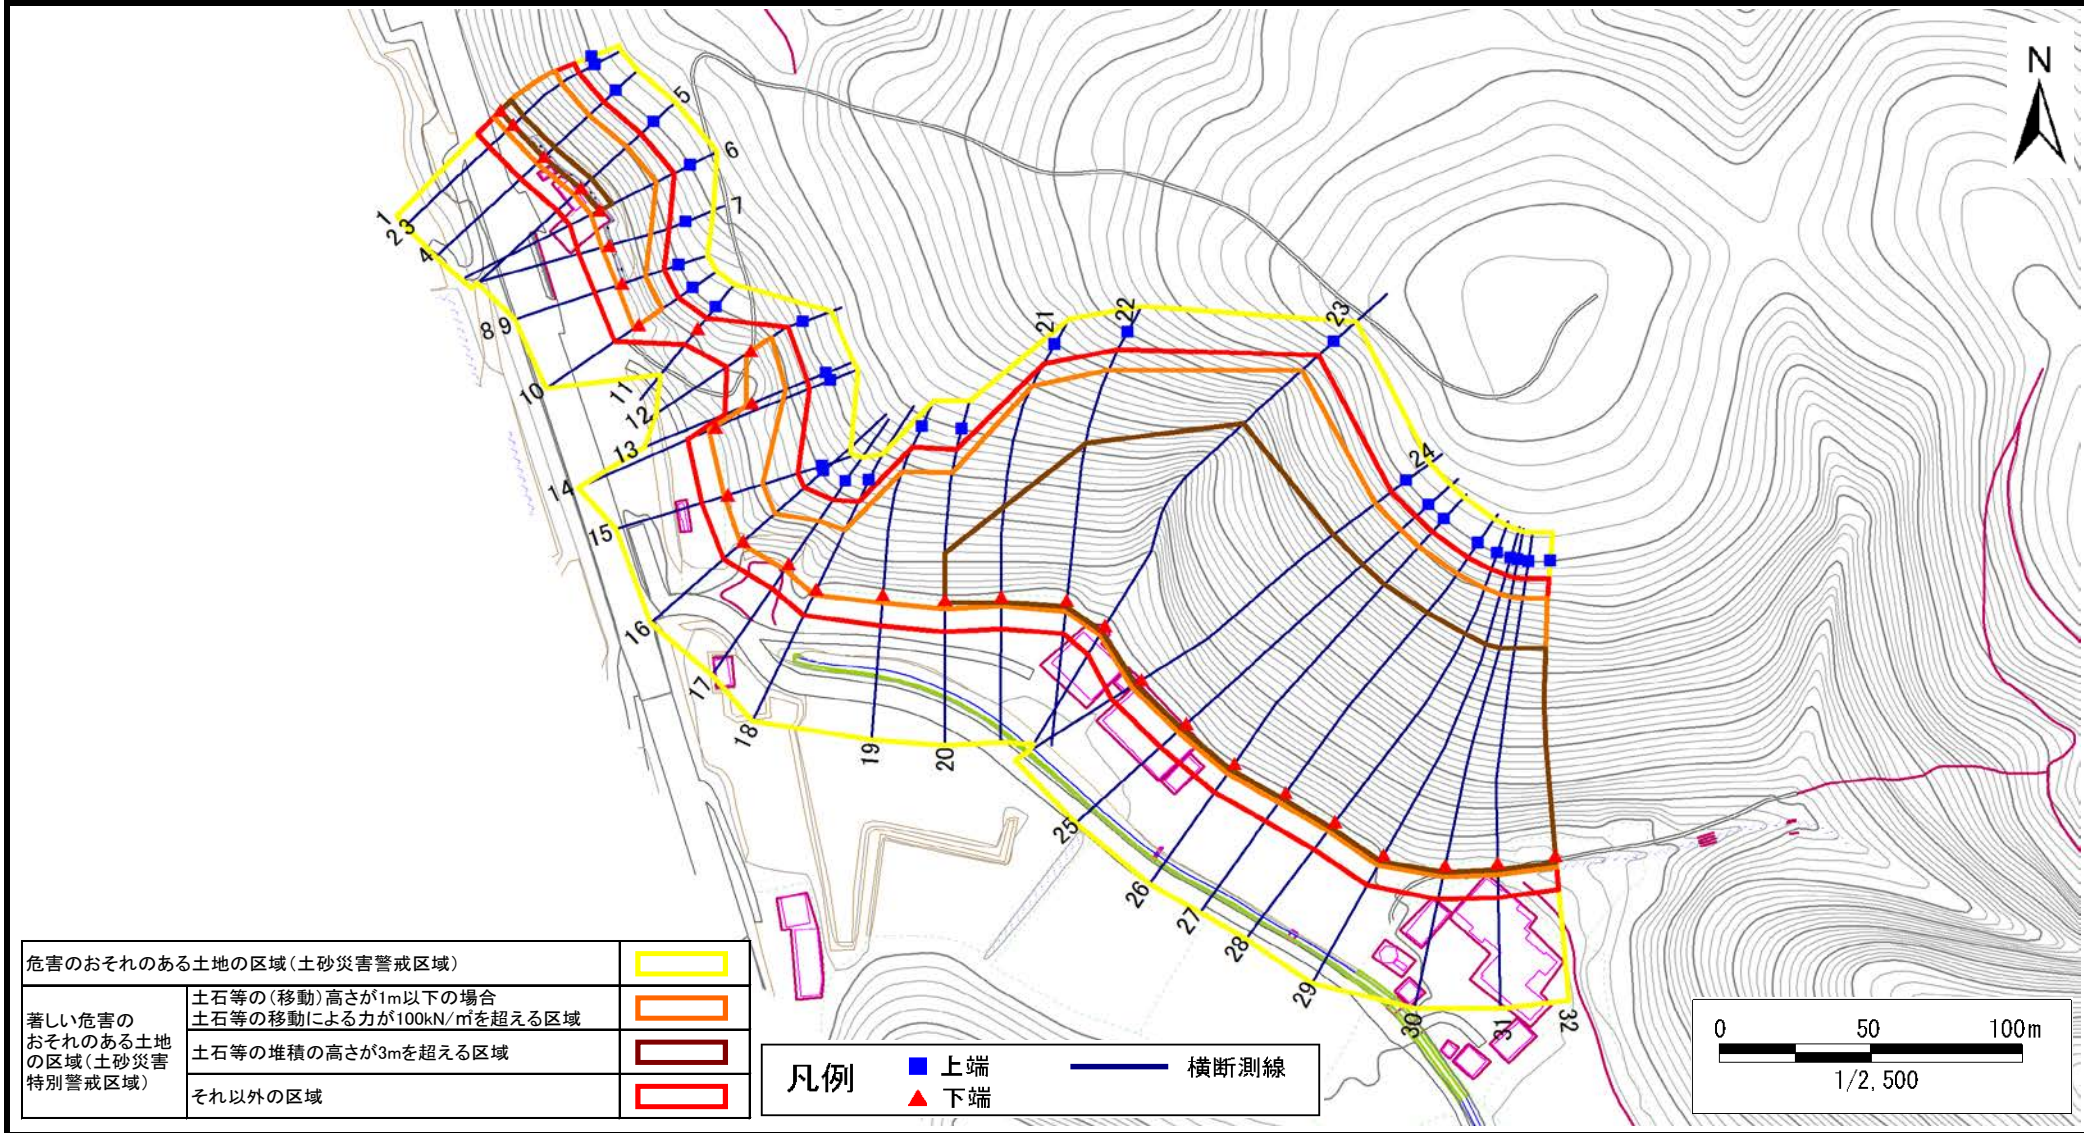 N
1
2
3
4
5
6
7
8
9
10
11
12
13
14
15
16
17
18
19
20
21
22
23
24
25
26
27
28
29
30
31
32
危害のおそれのある土地の区域(土砂災害警戒区域)
著しい危害の
おそれのある土地
の区域(土砂災害
特別警戒区域)
土石等の(移動)高さが1m以下の場合
土石等の移動による力が100kN/㎡を超える区域
土石等の堆積の高さが3mを超える区域
それ以外の区域
凡例
上端
下端
横断測線
0 50 100m
1/2,500